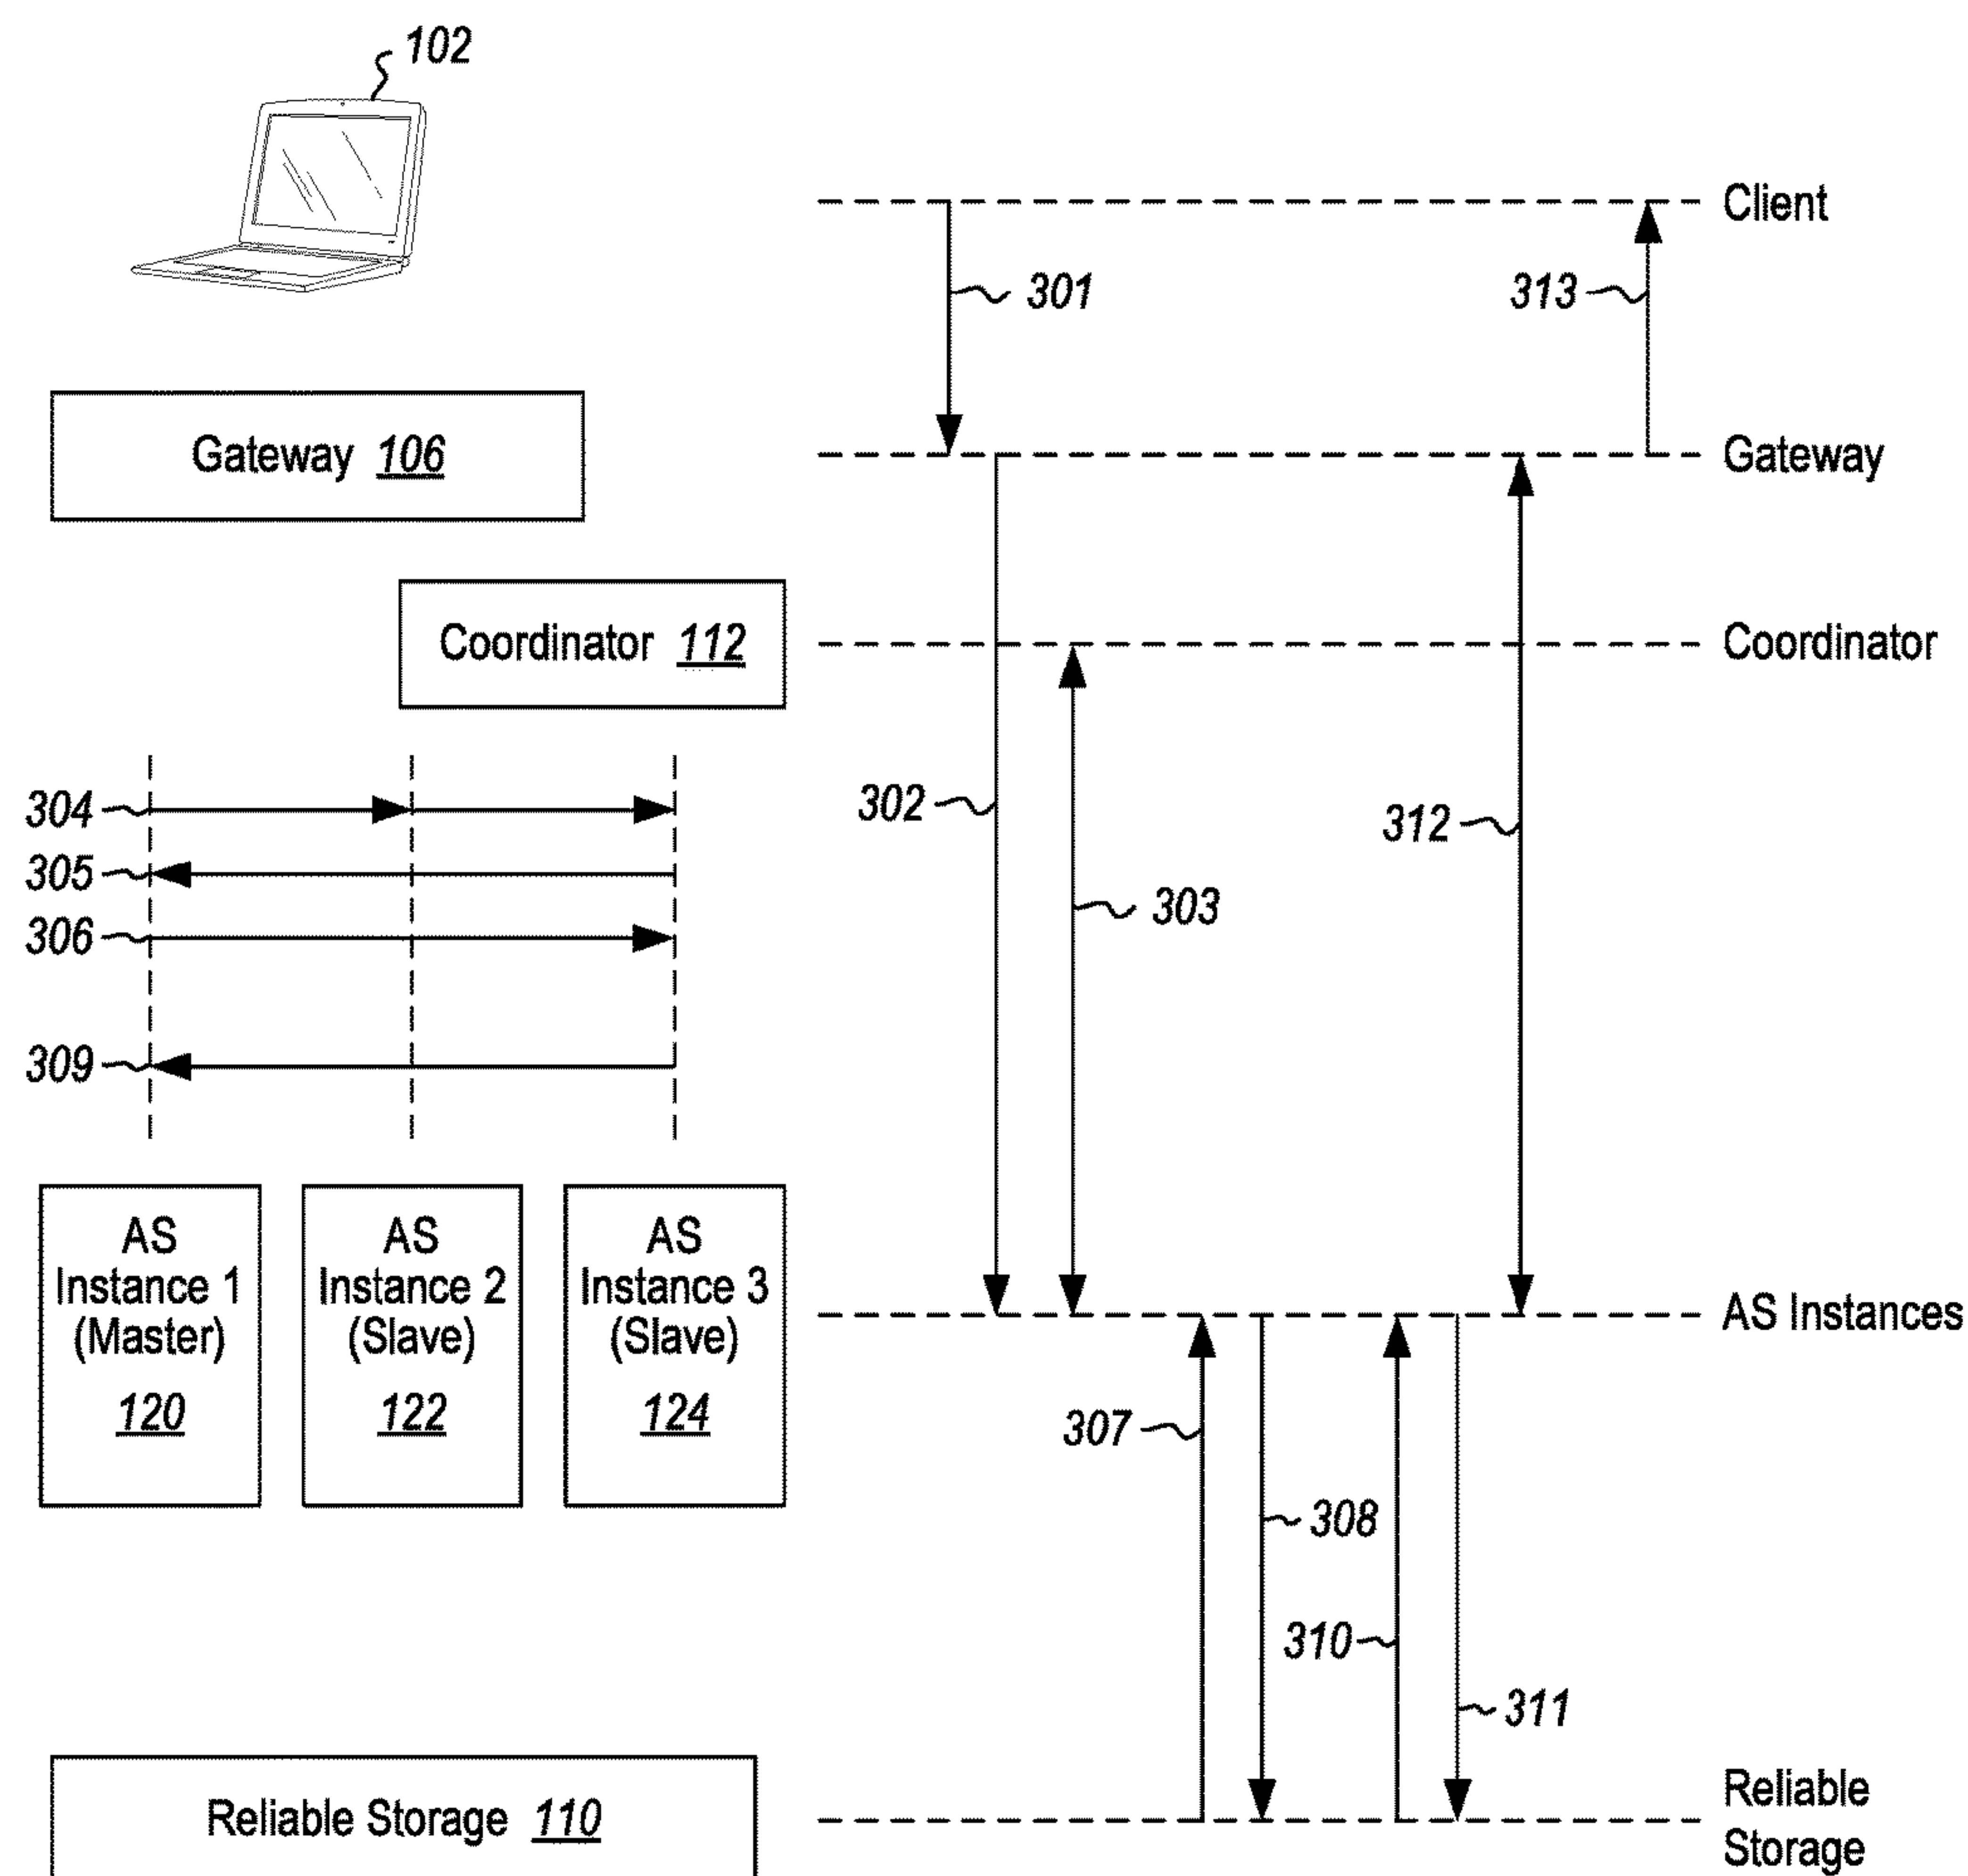 102
Client
301
313
Gateway 106
Gateway
Coordinator 112
Coordinator
304
302
312
305
303
306
309
AS
Instance 1
(Master)
120
AS
Instance 2
(Slave)
122
AS
Instance 3
(Slave)
124
AS Instances
307
308
310
311
Reliable Storage 110
Reliable
Storage